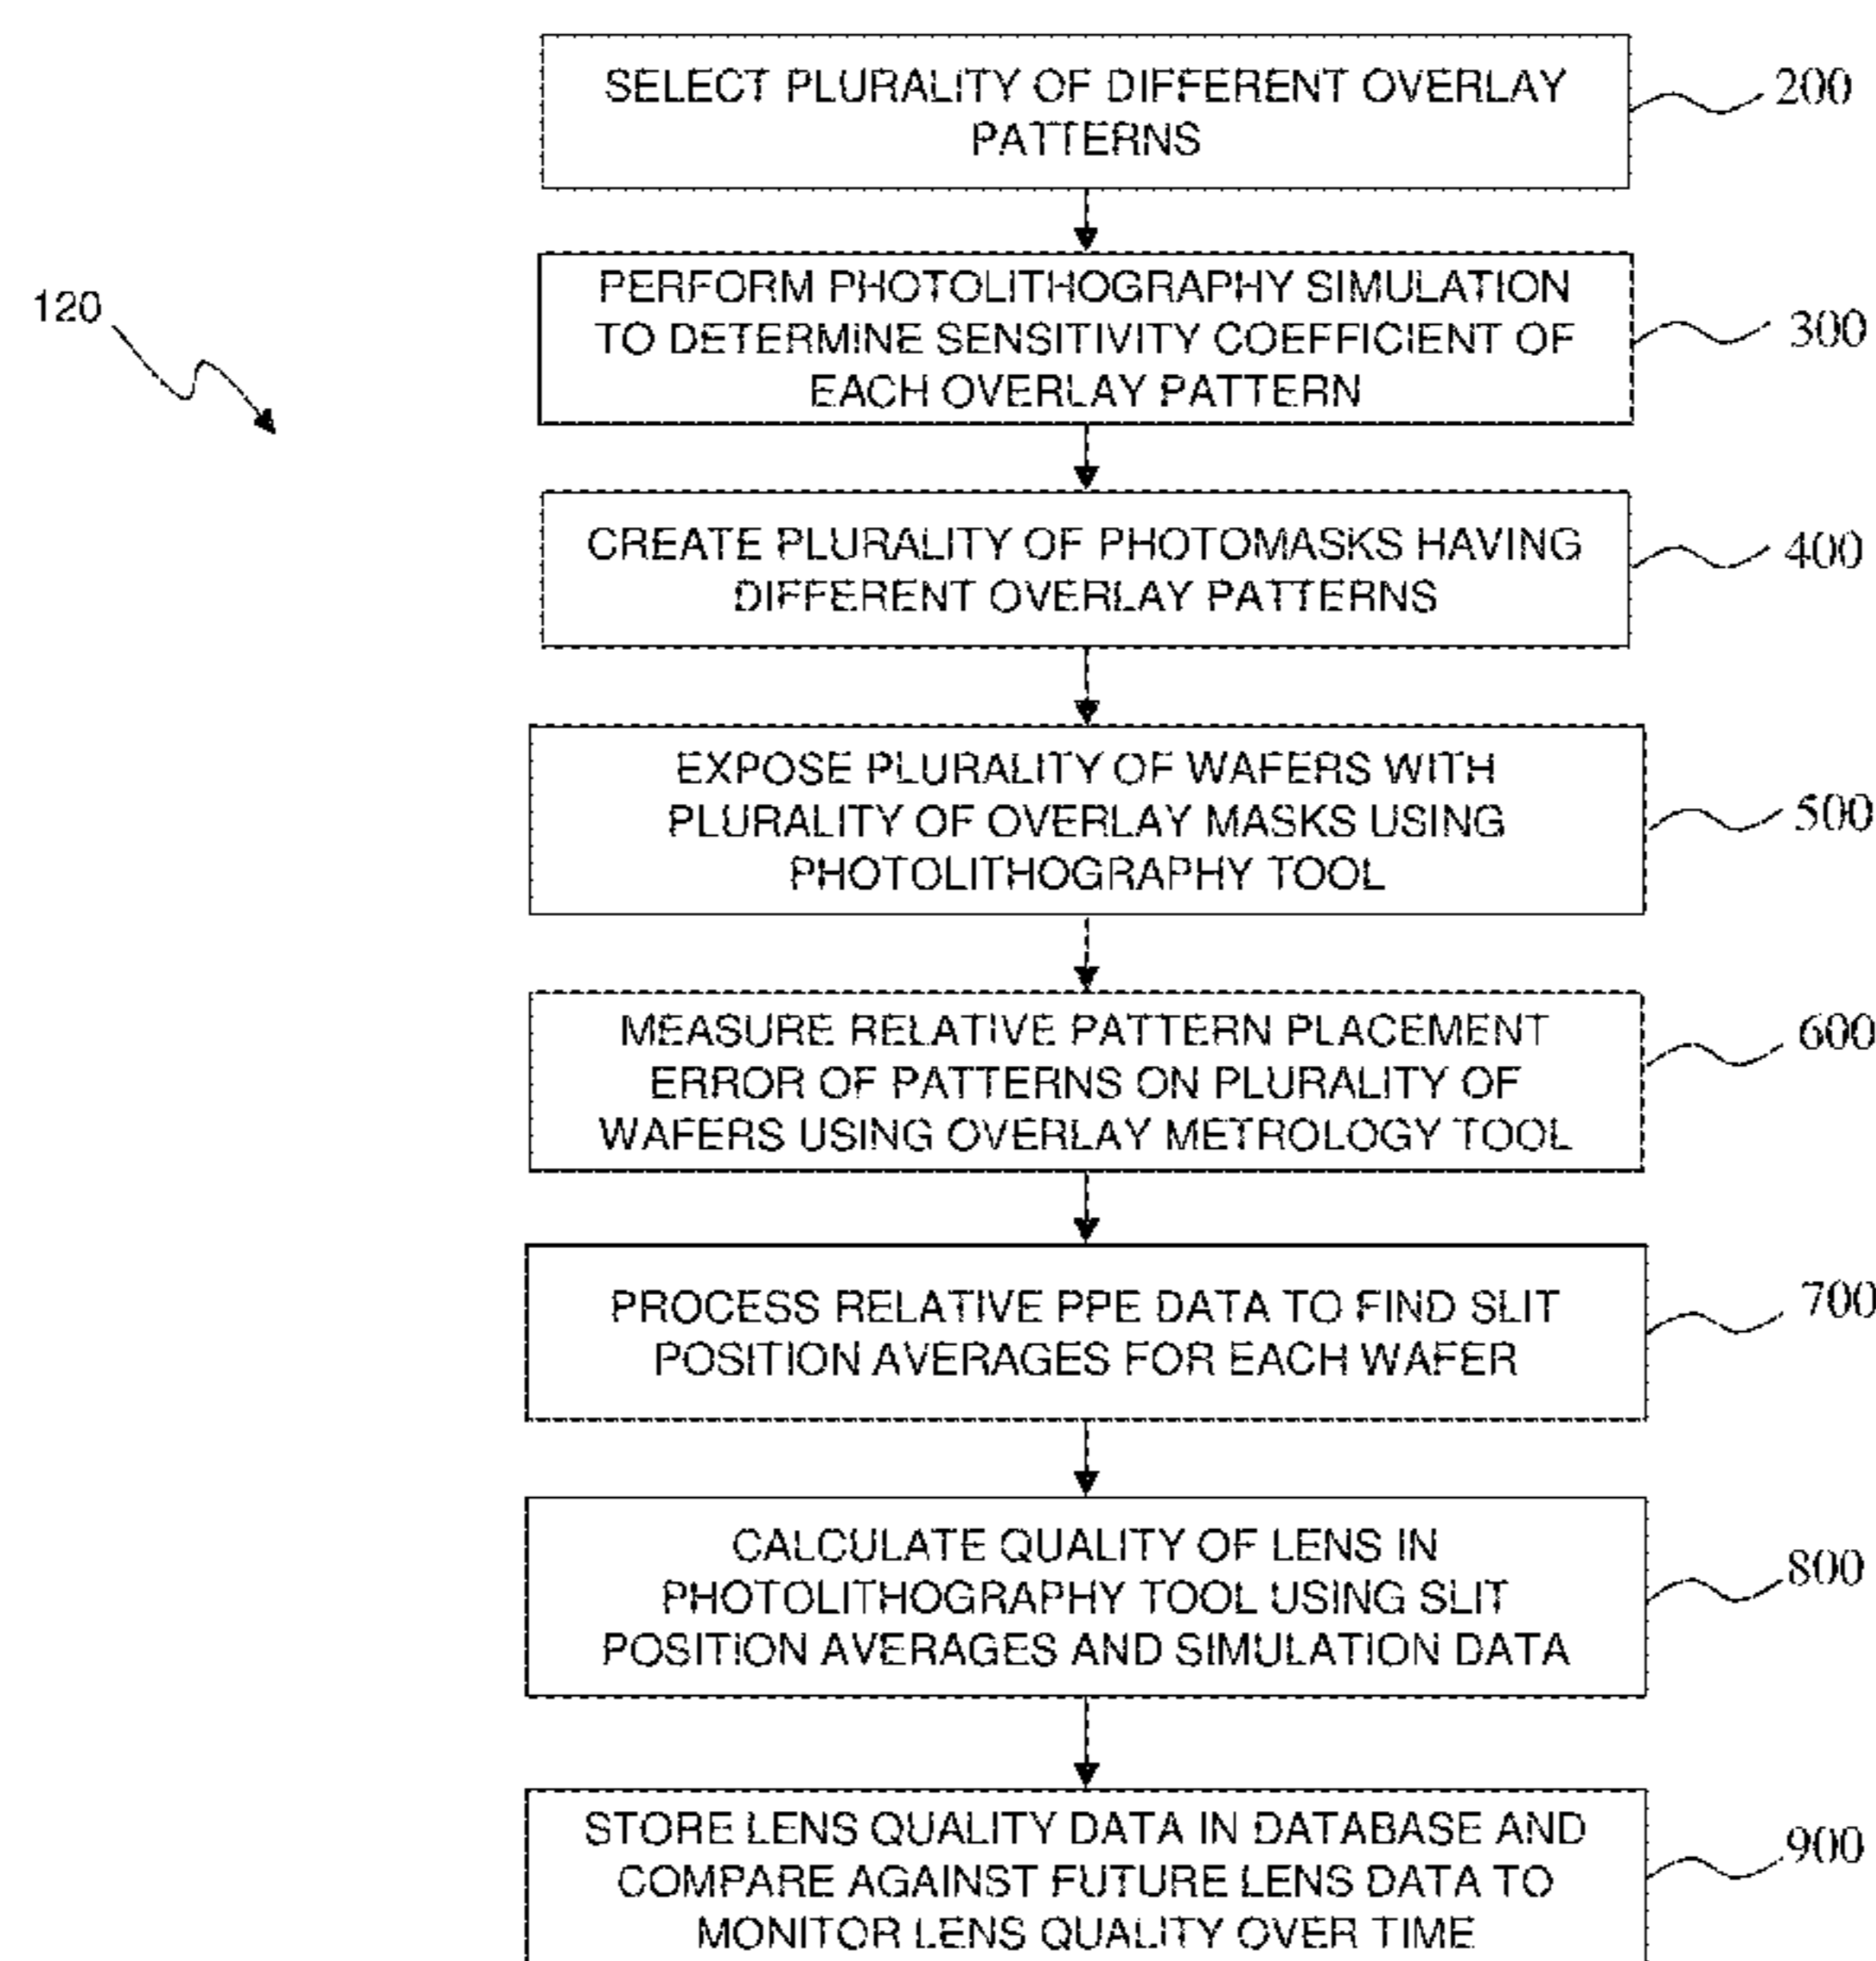 SELECT PLURALITY OF DIFFERENT OVERLAY
PATTERNS
200
120
PERFORM PHOTOLITHOGRAPHY SIMULATION
TO DETERMINE SENSITIVITY COEFFICIENT OF
EACH OVERLAY PATTERN
300
CREATE PLURALITY OF PHOTOMASKS HAVING
DIFFERENT OVERLAY PATTERNS
400
EXPOSE PLURALITY OF WAFERS WITH
PLURALITY OF OVERLAY MASKS USING
PHOTOLITHOGRAPHY TOOL
500
MEASURE RELATIVE PATTERN PLACEMENT
ERROR OF PATTERNS ON PLURALITY OF
WAFERS USING OVERLAY METROLOGY TOOL
600
PROCESS RELATIVE PPE DATA TO FIND SLIT
POSITION AVERAGES FOR EACH WAFER
700
CALCULATE QUALITY OF LENS IN
PHOTOLITHOGRAPHY TOOL USING SLIT
POSITION AVERAGES AND SIMULATION DATA
800
STORE LENS QUALITY DATA IN DATABASE AND
COMPARE AGAINST FUTURE LENS DATA TO
MONITOR LENS QUALITY OVER TIME
900